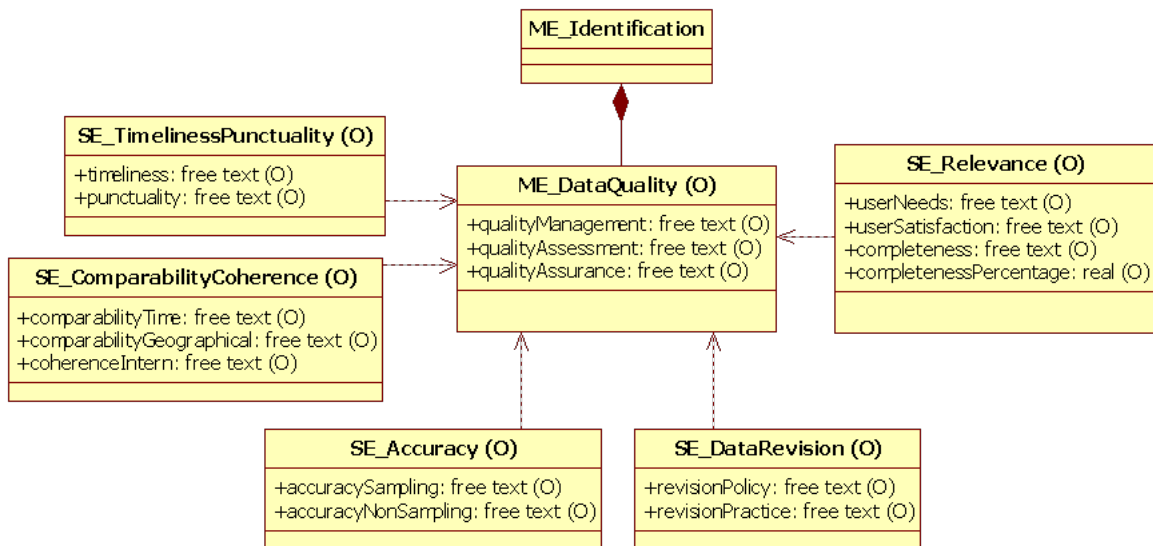 ME_Identification
SE_TimelinessPunctuality (O)
+timeliness: free text (O)
+punctuality: free text (O)
ME_DataQuality (O)
+qualityManagement: free text (O)
+qualityAssessment: free text (O)
+qualityAssurance: free text (O)
SE_Relevance (O)
+userNeeds: free text (O)
+userSatisfaction: free text (O)
+completeness: free text (O)
+completenessPercentage: real (O)
SE_ComparabilityCoherence (O)
+comparabilityTime: free text (O)
+comparabilityGeographical: free text (O)
+coherenceIntern: free text (O)
SE_Accuracy (O)
+accuracySampling: free text (O)
+accuracyNonSampling: free text (O)
SE_DataRevision (O)
+revisionPolicy: free text (O)
+revisionPractice: free text (O)